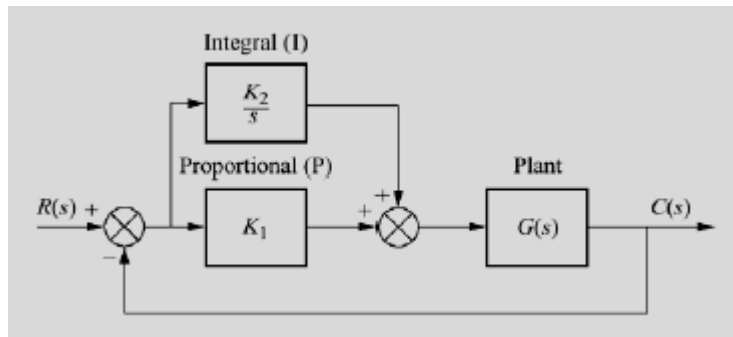 Integral (I)
K₂
s
Proportional (P)
Plant
R(s) +
+
+
K₁
G(s)
C(s)
−